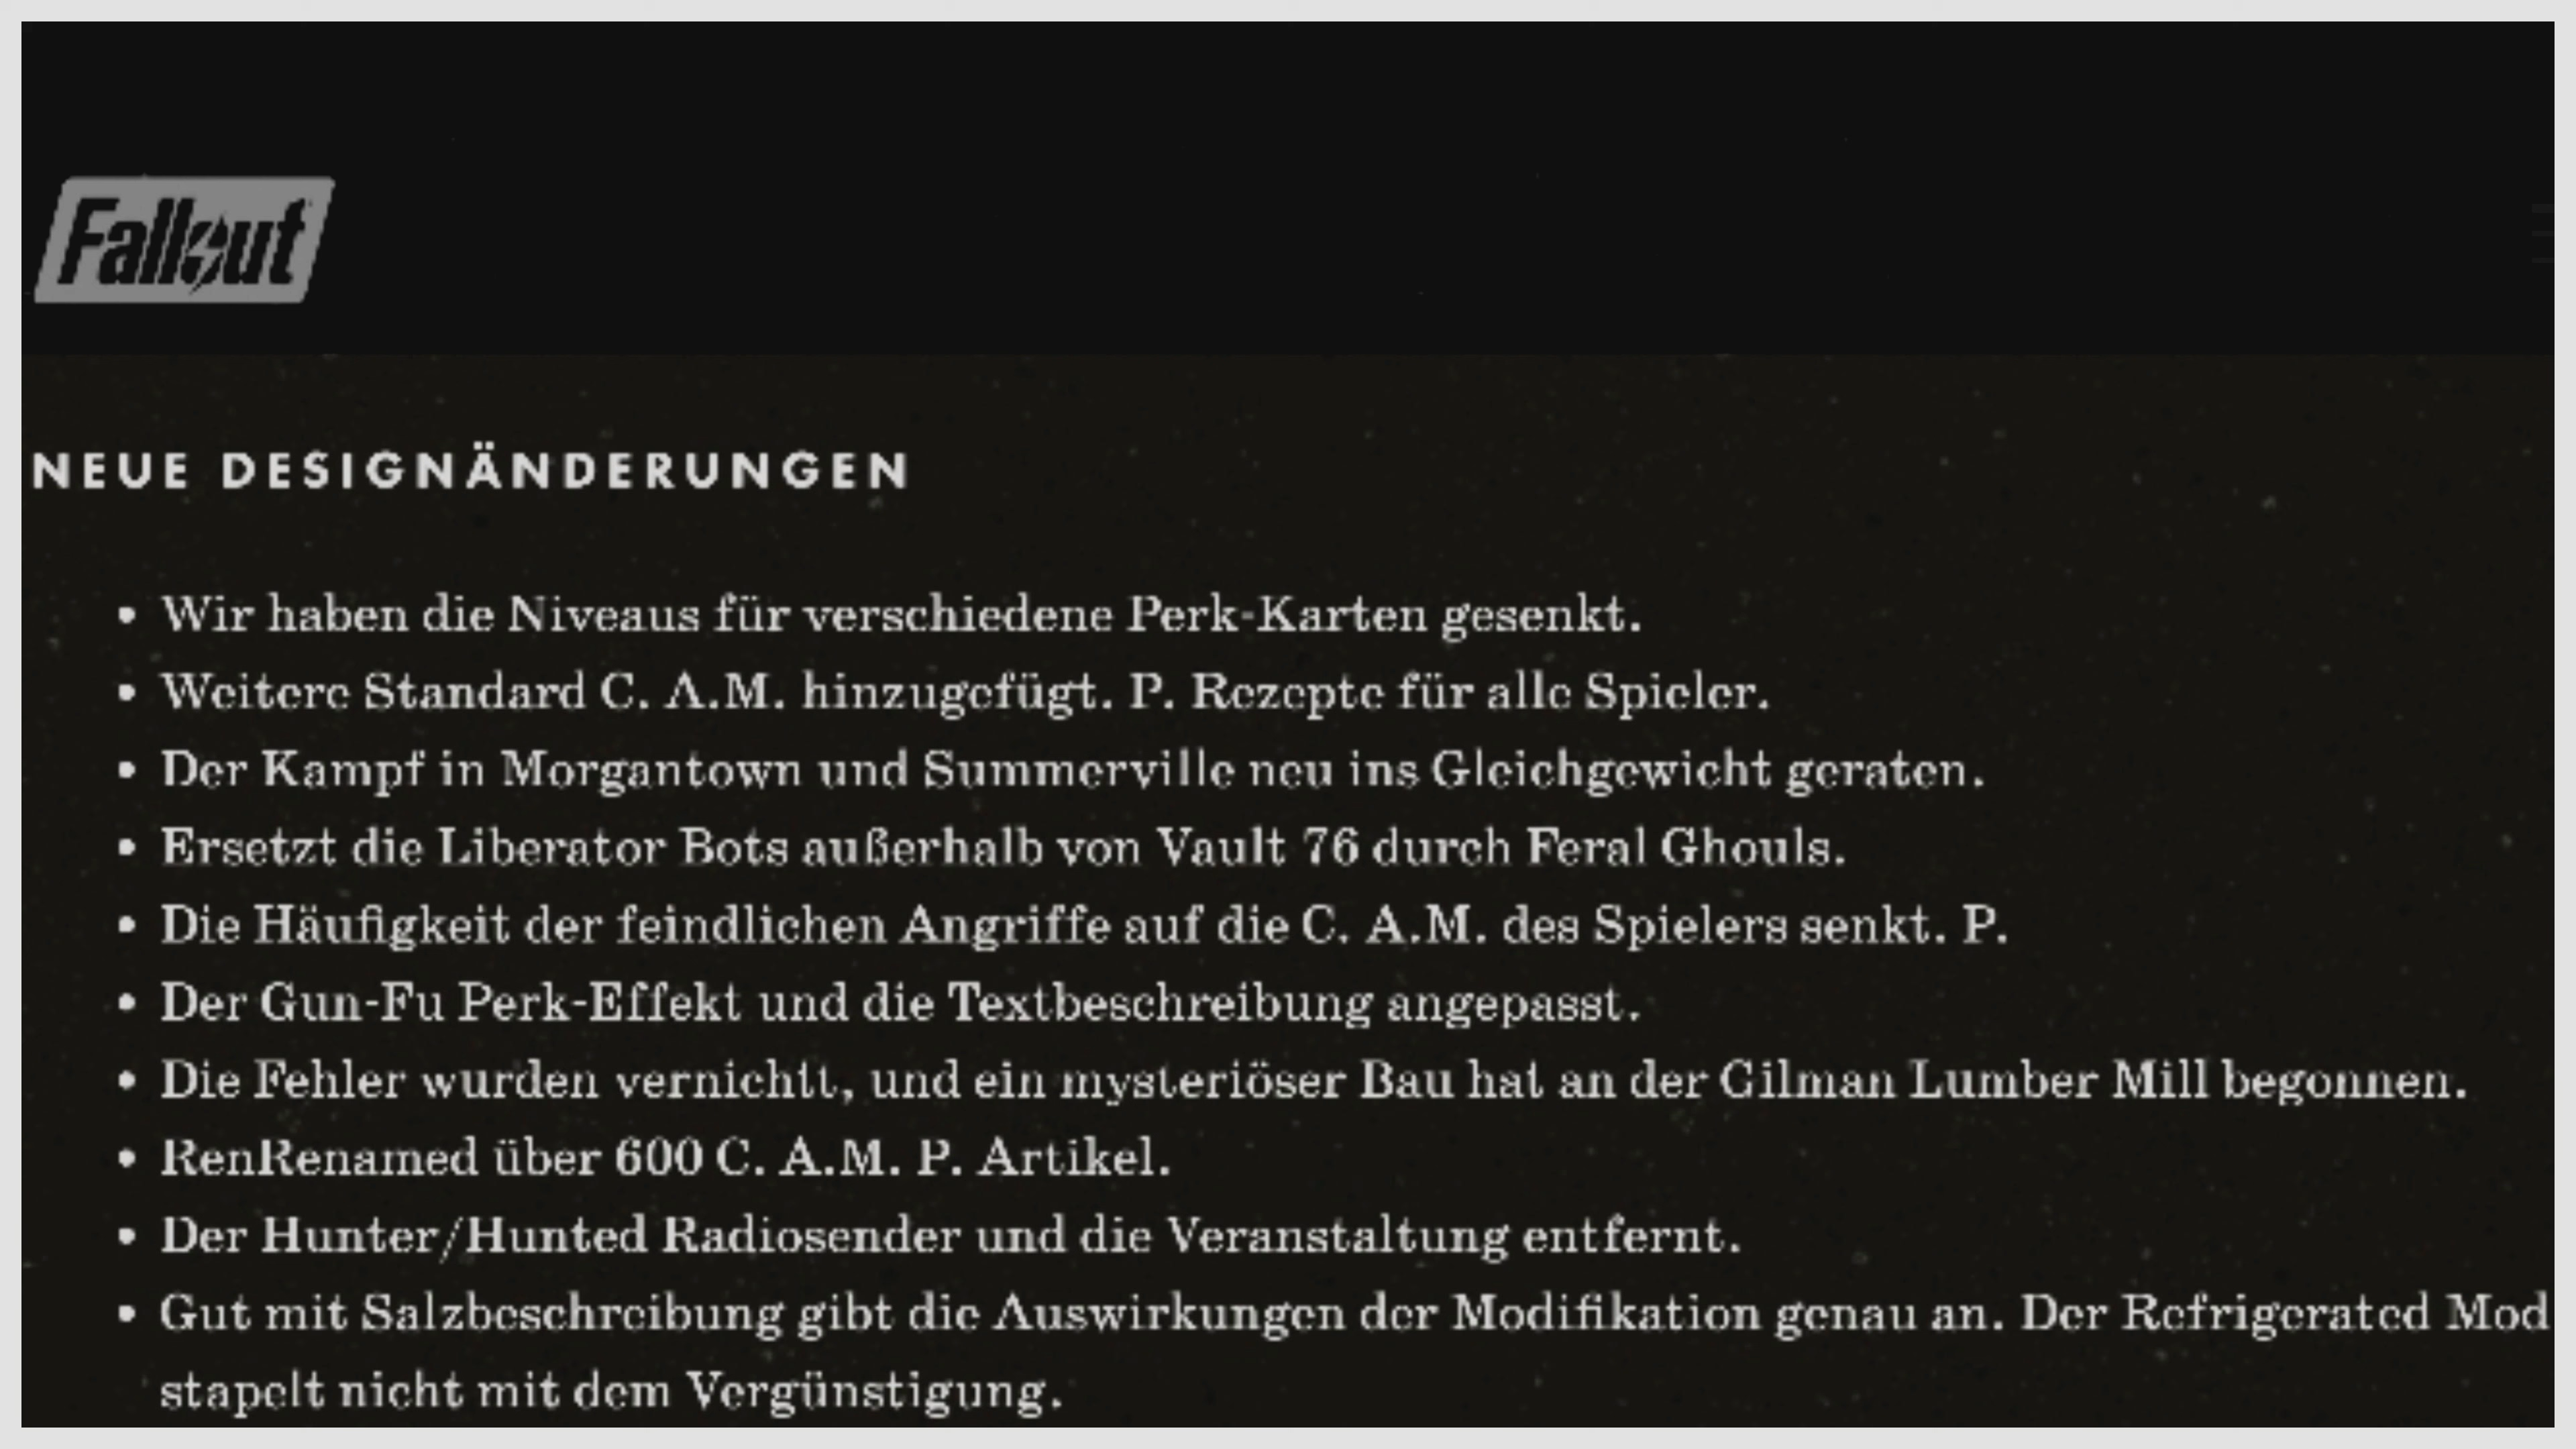 Fallout
NEUE DESIGNÄNDERUNGEN
• Wir haben die Niveaus für verschiedene Perk-Karten gesenkt.
• Weitere Standard C. A.M. hinzugefügt. P. Rezepte für alle Spieler.
• Der Kampf in Morgantown und Summerville neu ins Gleichgewicht geraten.
• Ersetzt die Liberator Bots außerhalb von Vault 76 durch Feral Ghouls.
• Die Häufigkeit der feindlichen Angriffe auf die C. A.M. des Spielers senkt. P.
• Der Gun-Fu Perk-Effekt und die Textbeschreibung angepasst.
• Die Fehler wurden vernichtt, und ein mysteriöser Bau hat an der Gilman Lumber Mill begonnen.
• RenRenamed über 600 C. A.M. P. Artikel.
• Der Hunter/Hunted Radiosender und die Veranstaltung entfernt.
• Gut mit Salzbeschreibung gibt die Auswirkungen der Modifikation genau an. Der Refrigerated Mod
stapelt nicht mit dem Vergünstigung.